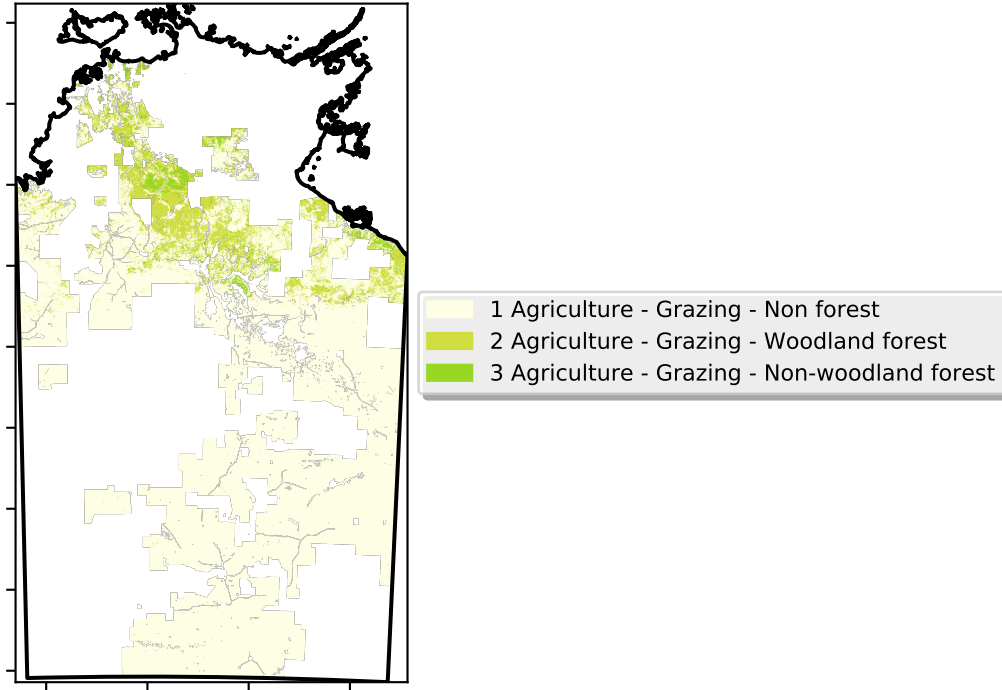 1 Agriculture - Grazing - Non forest
2 Agriculture - Grazing - Woodland forest
3 Agriculture - Grazing - Non-woodland forest